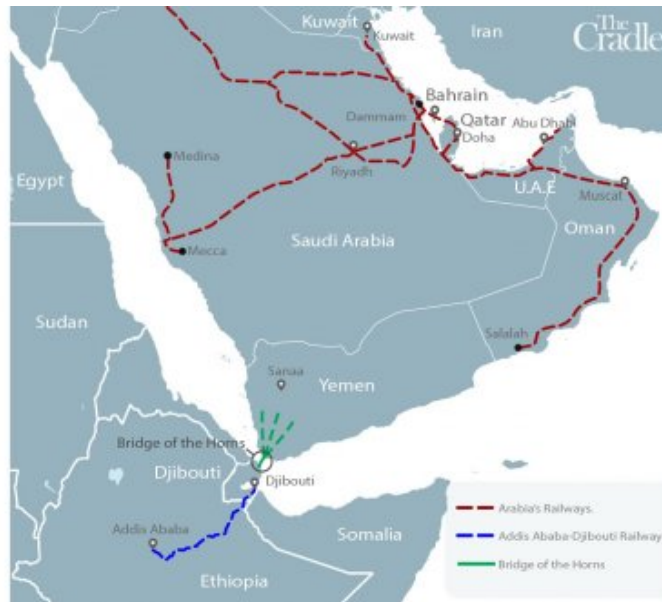 The
Cradle
Kuwait
Kuwait
Iran
Bahrain
Dammam
Qatar
Doha
Abu Dhabi
Medina
Riyadh
Egypt
U.A.E
Muscat
Oman
Saudi Arabia
Mecca
Sudan
Salalah
Sanaa
Yemen
Bridge of the Horns
Djibouti
Djibouti
Arabia's Railways.
Addis Ababa
Addis Ababa-Djibouti Railway
Somalia
Bridge of the Horns
Ethiopia